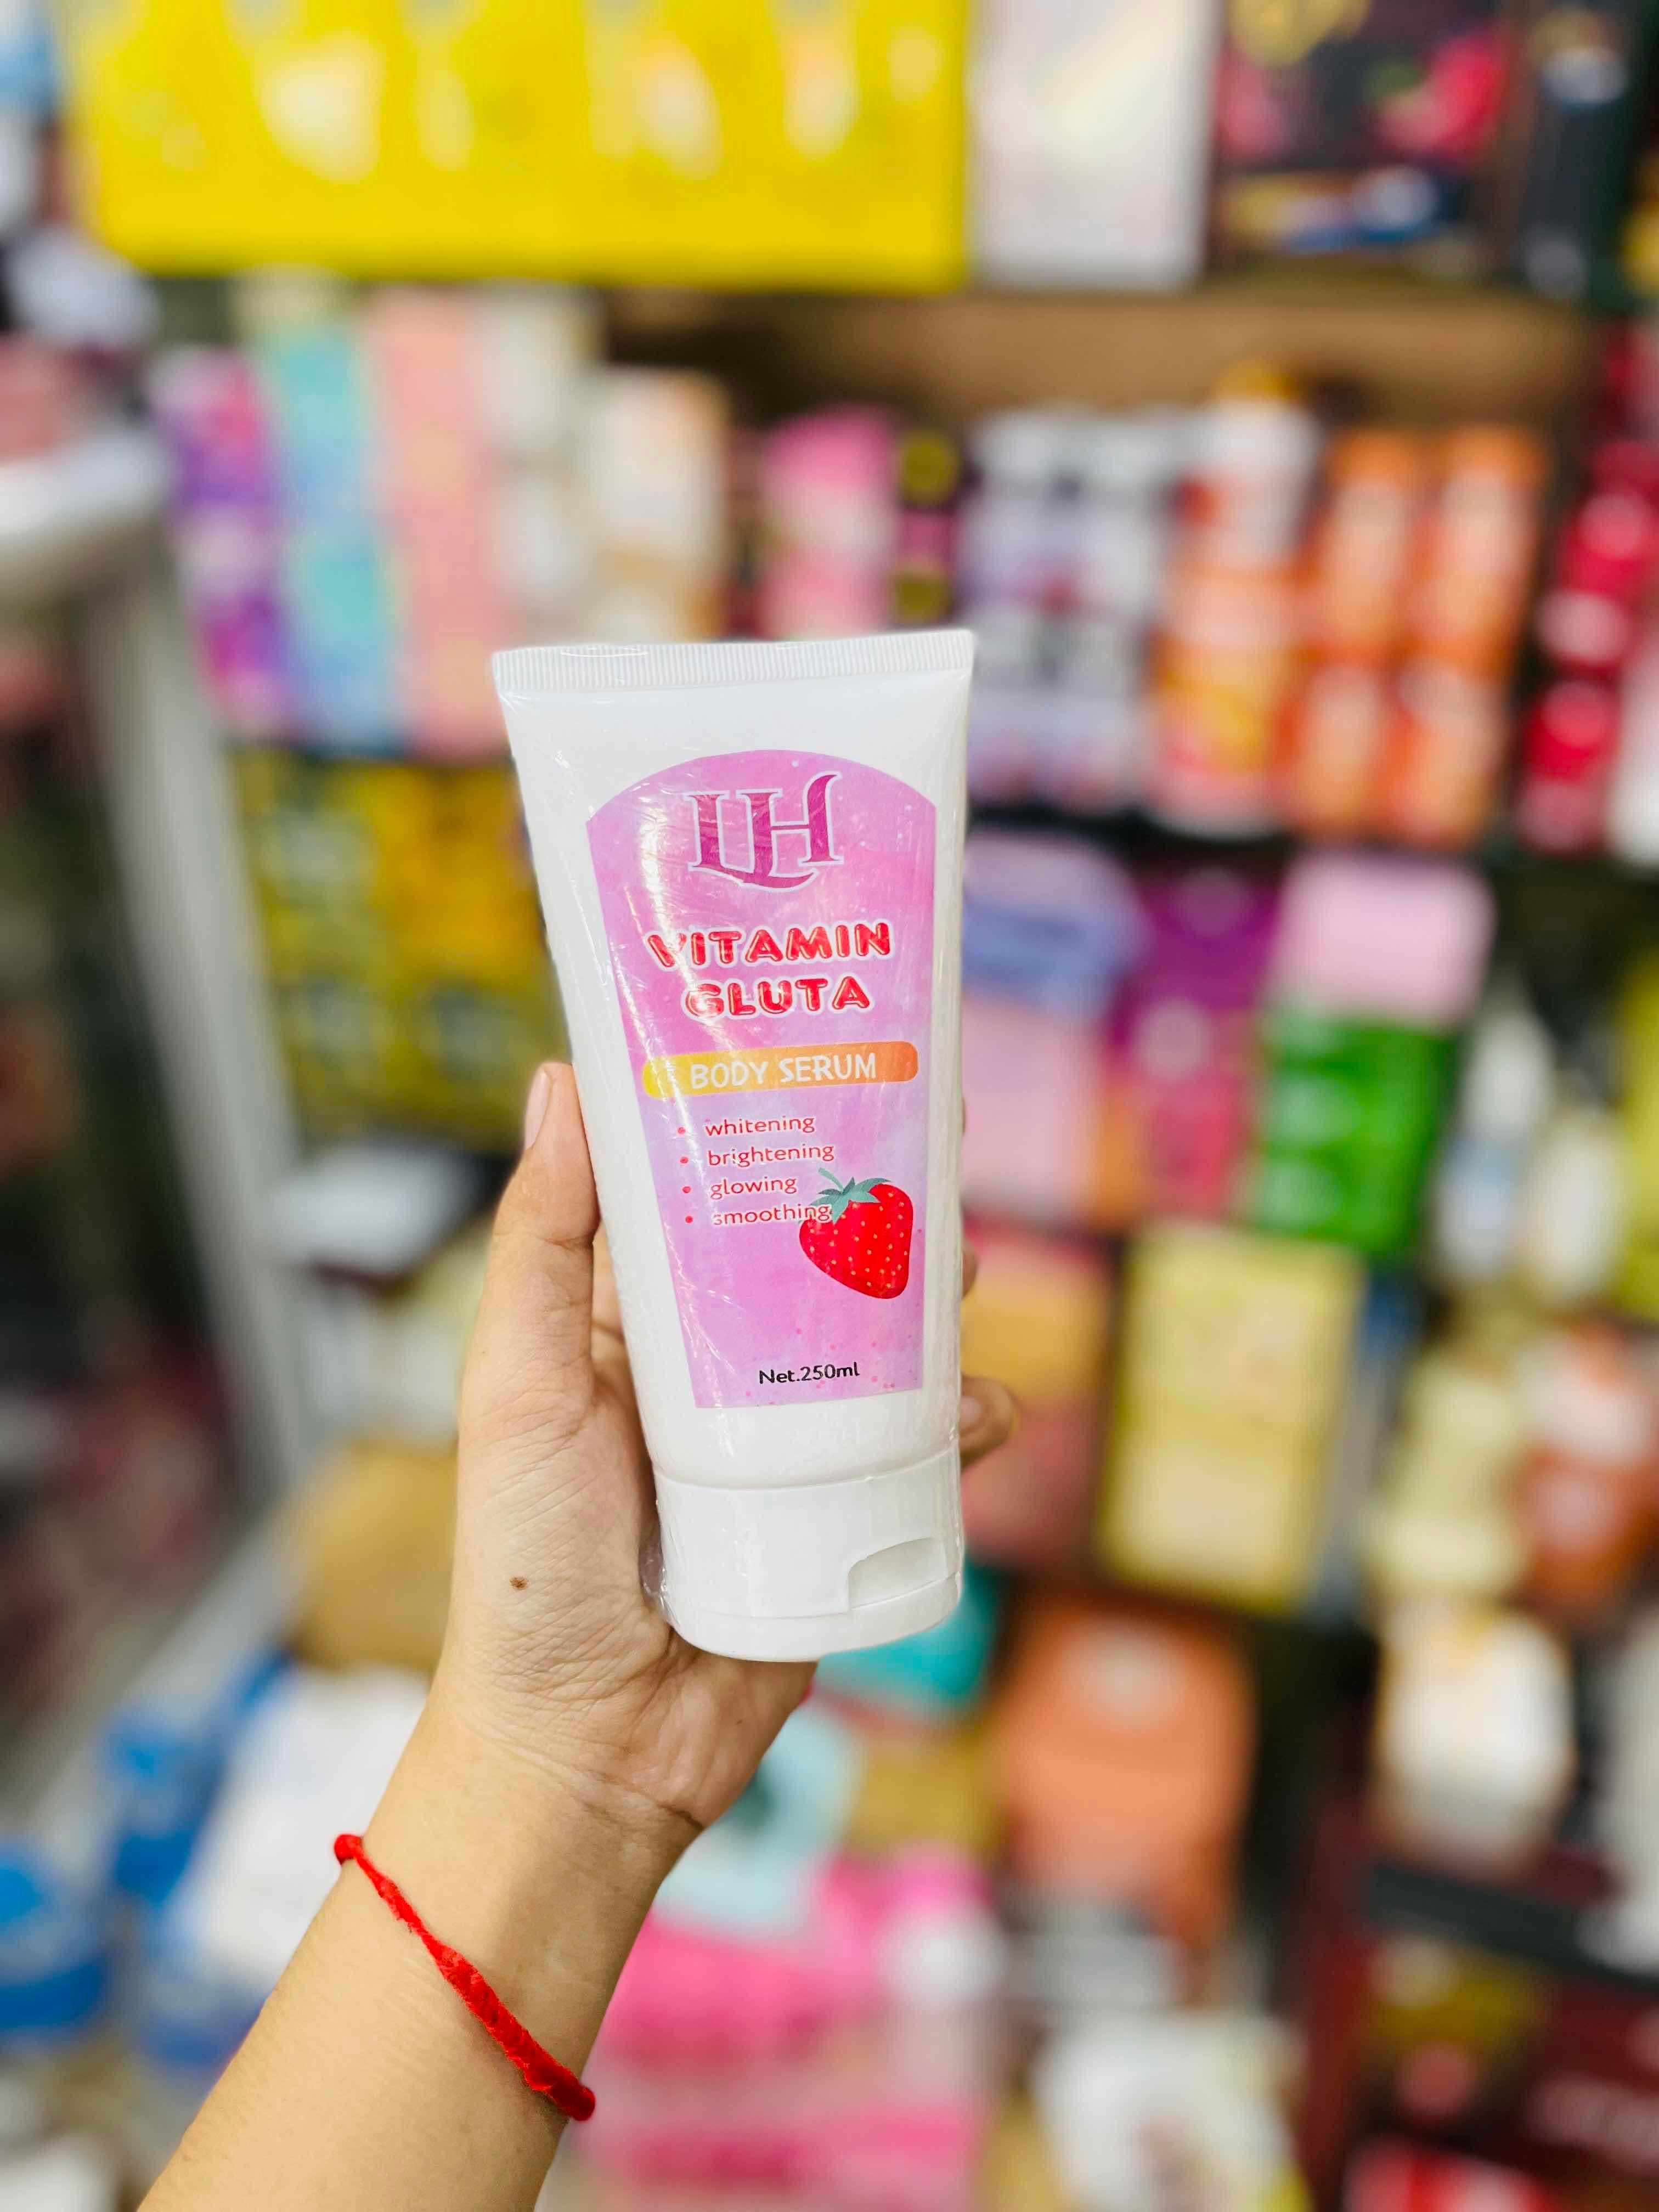 LH
VITAMIN
GLUTA
BODY SERUM
• whitening
• brightening
• glowing
• smoothing
Net.250ml